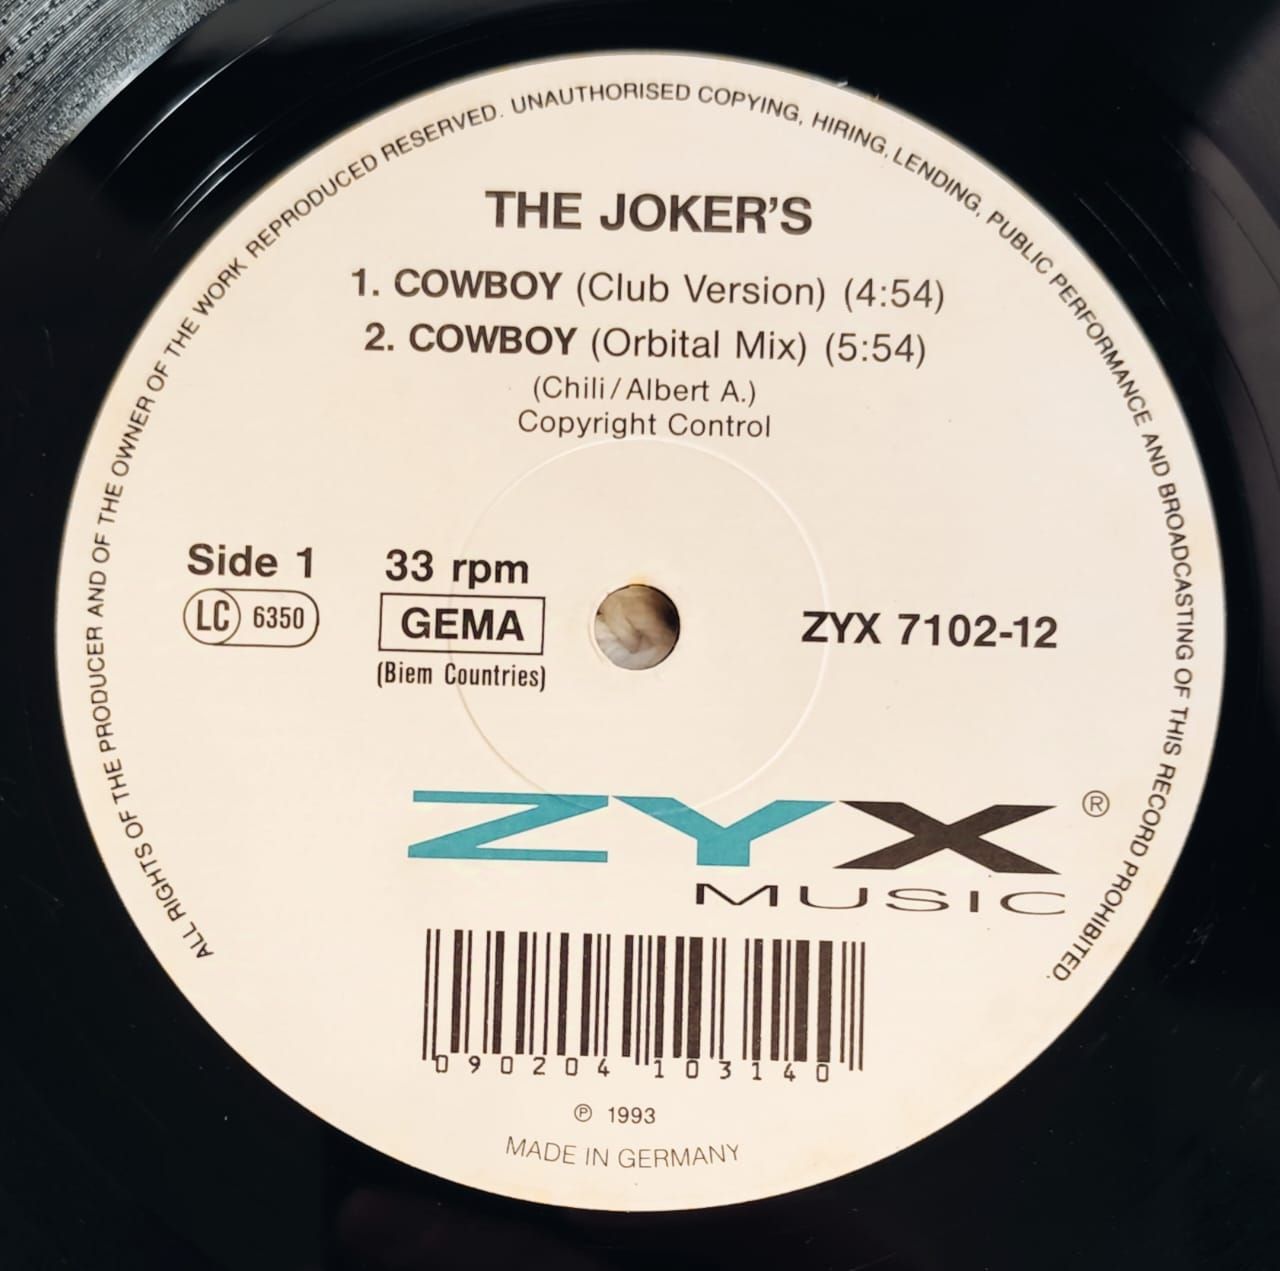 ALL RIGHTS OF THE PRODUCER AND OF THE OWNER OF THE WORK REPRODUCED RESERVED. UNAUTHORISED COPYING, HIRING, LENDING, PUBLIC PERFORMANCE AND BROADCASTING OF THIS RECORD PROHIBITED.
THE JOKER'S
1. COWBOY (Club Version) (4:54)
2. COWBOY (Orbital Mix) (5:54)
(Chili/Albert A.)
Copyright Control
Side 1
LC 6350
33 rpm
GEMA
(Biem Countries)
ZYX 7102-12
ZYX ®
MUSIC
090204 103140
℗ 1993
MADE IN GERMANY